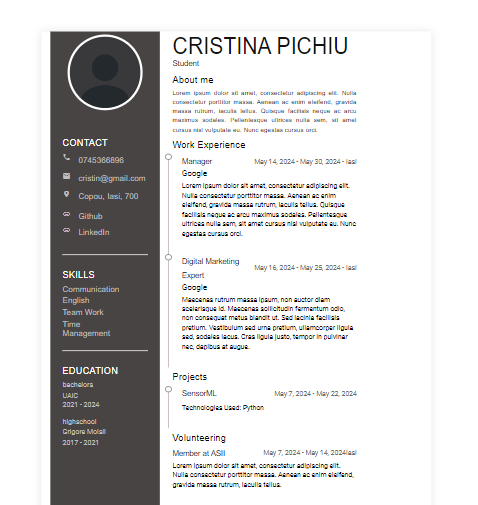 CONTACT
0745366896
cristin@gmail.com
Copou, Iasi, 700
Github
LinkedIn
SKILLS
Communication
English
Team Work
Time
Management
EDUCATION
bachelors
UAIC
2021 - 2024
highschool
Grigore Moisil
2017 - 2021
CRISTINA PICHIU
Student
About me
Lorem ipsum dolor sit amet, consectetur adipiscing elit. Nulla
consectetur porttitor massa. Aenean ac enim eleifend, gravida
massa rutrum, iaculis tellus. Quisque facilisis neque ac arcu
maximus sodales. Pellentesque ultrices nulla sem, sit amet
cursus nisl vulputate eu. Nunc egestas cursus orci.
Work Experience
Manager May 14, 2024 - May 30, 2024 - Iasi
Google
Lorem ipsum dolor sit amet, consectetur adipiscing elit.
Nulla consectetur porttitor massa. Aenean ac enim
eleifend, gravida massa rutrum, iaculis tellus. Quisque
facilisis neque ac arcu maximus sodales. Pellentesque
ultrices nulla sem, sit amet cursus nisl vulputate eu. Nunc
egestas cursus orci.
Digital Marketing
Expert May 16, 2024 - May 25, 2024 - Iasi
Google
Maecenas rutrum massa ipsum, non auctor diam
scelerisque id. Maecenas sollicitudin fermentum odio,
non consequat metus blandit ut. Sed lacinia facilisis
pretium. Vestibulum sed urna pretium, ullamcorper ligula
sed, mollis lacus. Cras ligula justo, tempor in pulvinar
nec, dapibus at augue.
Projects
SensorML May 7, 2024 - May 22, 2024
Technologies Used: Python
Volunteering
Member at ASII May 7, 2024 - May 14, 2024Iasi
Lorem ipsum dolor sit amet, consectetur adipiscing elit.
Nulla consectetur porttitor massa. Aenean ac enim eleifend,
gravida massa rutrum, iaculis tellus.